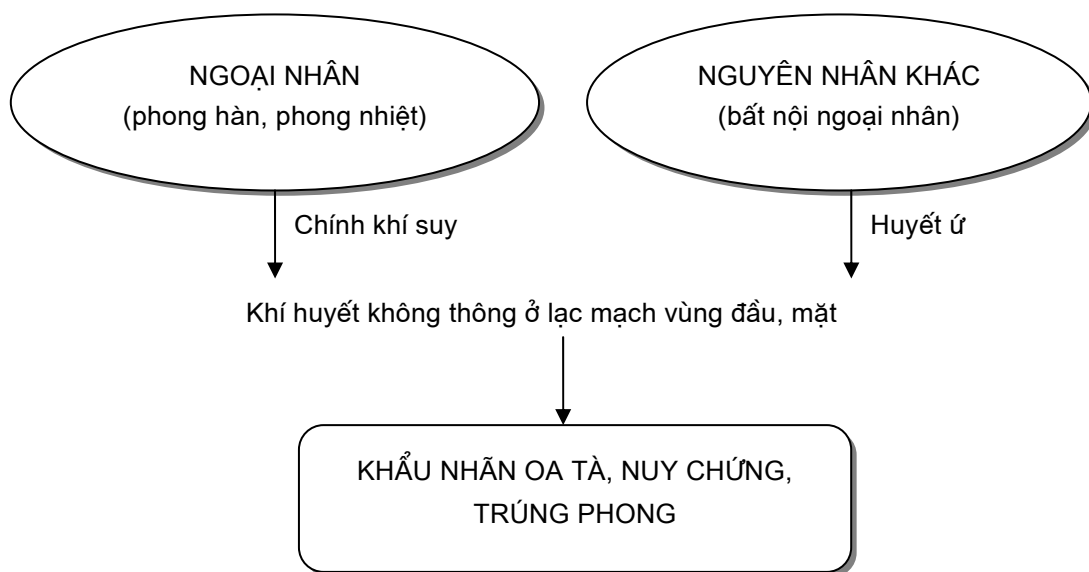 NGOẠI NHÂN
(phong hàn, phong nhiệt)
NGUYÊN NHÂN KHÁC
(bất nội ngoại nhân)
Chính khí suy
Huyết ứ
Khí huyết không thông ở lạc mạch vùng đầu, mặt
KHẨU NHÃN OA TÀ, NUY CHỨNG,
TRÚNG PHONG